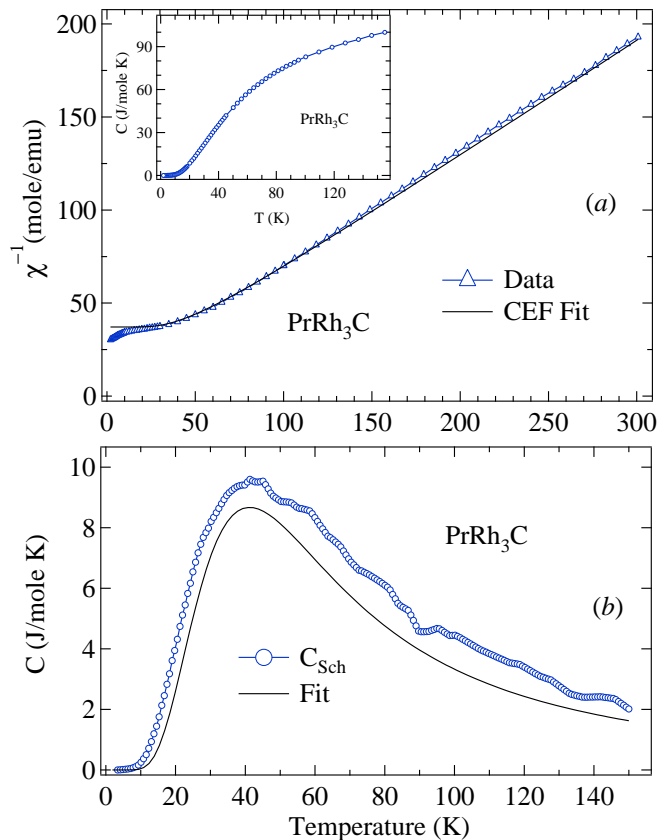 200
150
100
50
0
χ⁻¹ (mole/emu)
90
60
30
0
C (J/mole K)
PrRh₃C
0
40
80
120
T (K)
(a)
Data
CEF Fit
PrRh₃C
0
50
100
150
200
250
300
10
8
6
4
2
0
C (J/mole K)
PrRh₃C
(b)
C_Sch
Fit
0
20
40
60
80
100
120
140
Temperature (K)